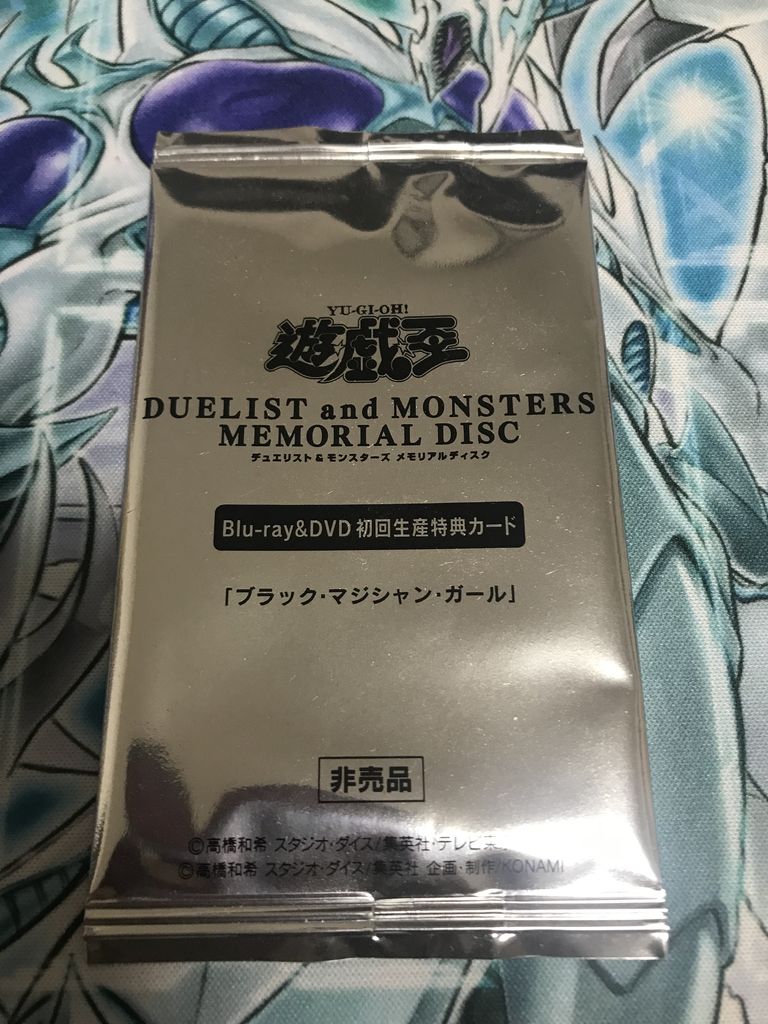 YU-GI-OH!
遊戯王
DUELIST and MONSTERS
MEMORIAL DISC
デュエリスト&モンスターズ メモリアルディスク
Blu-ray&DVD 初回生産特典カード
「ブラック・マジシャン・ガール」
非売品
©高橋和希 スタジオ・ダイス/集英社・テレビ東
©高橋和希 スタジオ・ダイス/集英社 企画・制作/KONAMI